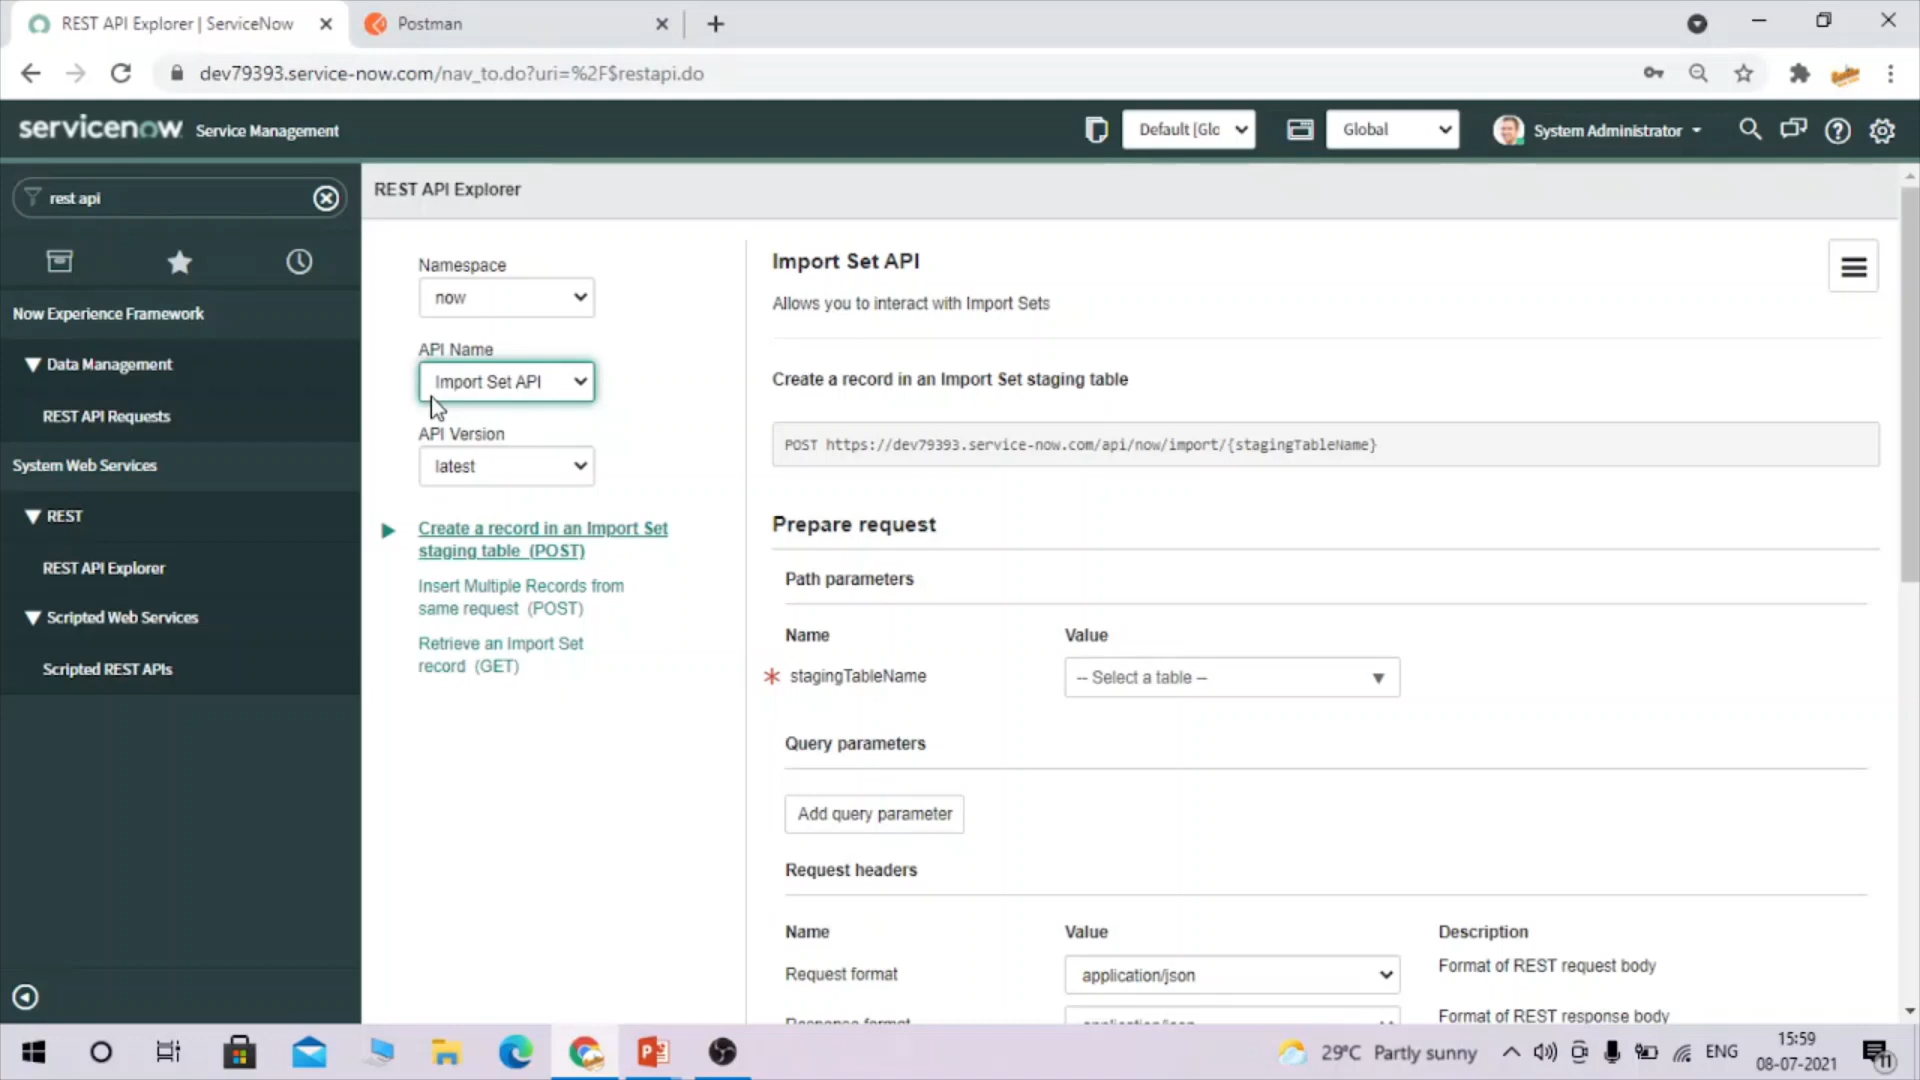 REST API Explorer | ServiceNow
Postman
dev79393.service-now.com/nav_to.do?uri=%2F$restapi.do
servicenow Service Management
Default [Glc
Global
System Administrator
rest api
REST API Explorer
Now Experience Framework
Data Management
REST API Requests
System Web Services
REST
REST API Explorer
Scripted Web Services
Scripted REST APIs
Namespace
now
API Name
Import Set API
API Version
latest
Create a record in an Import Set
staging table (POST)
Insert Multiple Records from
same request (POST)
Retrieve an Import Set
record (GET)
Import Set API
Allows you to interact with Import Sets
Create a record in an Import Set staging table
POST https://dev79393.service-now.com/api/now/import/{stagingTableName}
Prepare request
Path parameters
Name Value
* stagingTableName
-- Select a table --
Query parameters
Add query parameter
Request headers
Name Value Description
Request format application/json Format of REST request body
Response format application/json Format of REST response body
29°C Partly sunny
ENG
15:59
08-07-2021
11